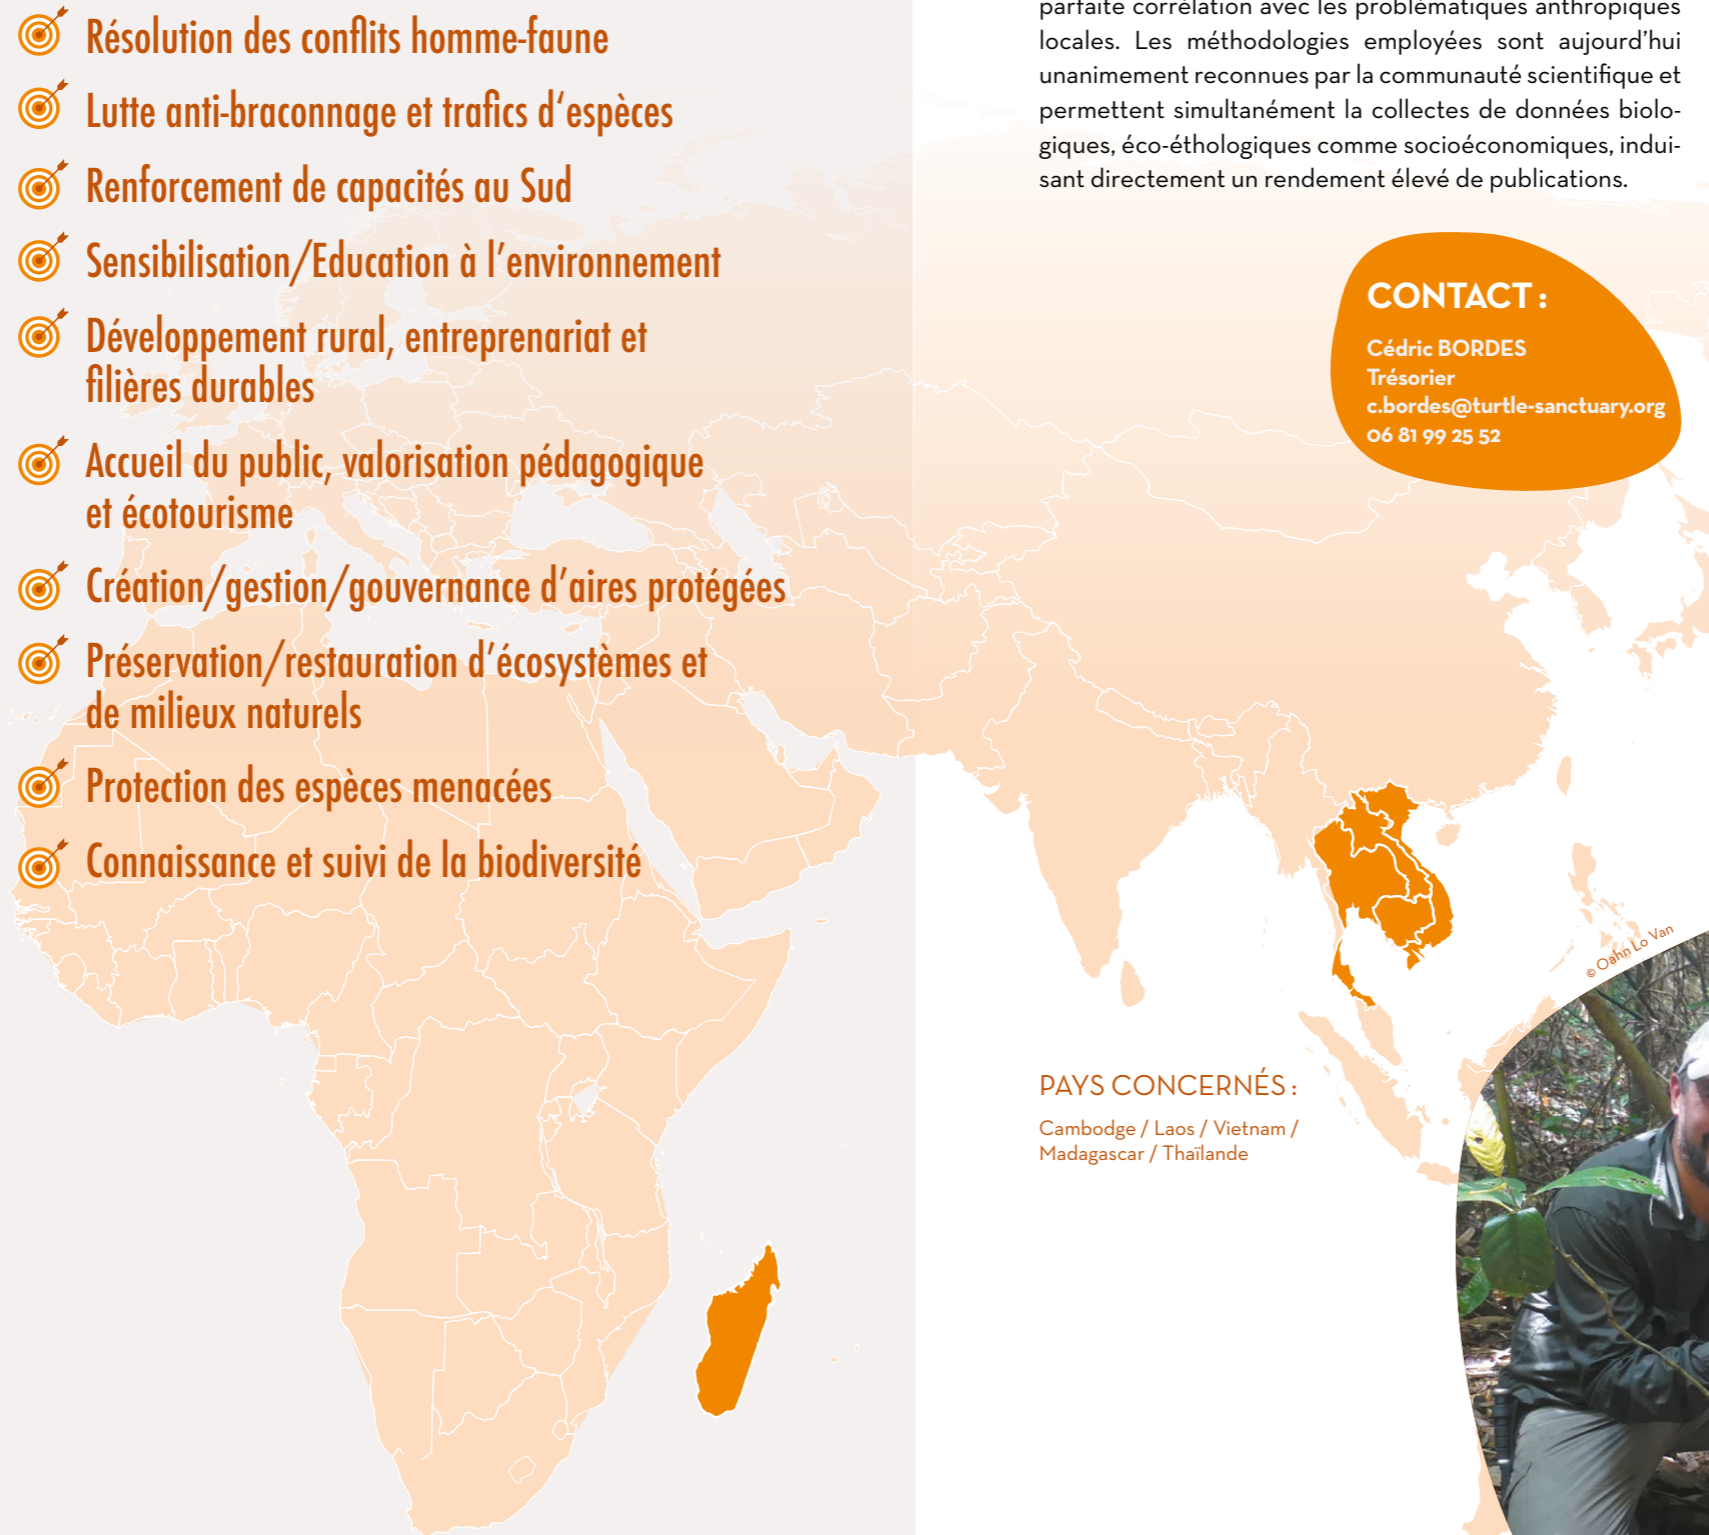 Résolution des conflits homme-faune
Lutte anti-braconnage et trafics d‘espèces
Renforcement de capacités au Sud
Sensibilisation/Education à l’environnement
Développement rural, entreprenariat et
filières durables
Accueil du public, valorisation pédagogique
et écotourisme
Création/gestion/gouvernance d’aires protégées
Préservation/restauration d’écosystèmes et
de milieux naturels
Protection des espèces menacées
Connaissance et suivi de la biodiversité
parfaite corrélation avec les problématiques anthropiques
locales. Les méthodologies employées sont aujourd’hui
unanimement reconnues par la communauté scientifique et
permettent simultanément la collectes de données biolo-
giques, éco-éthologiques comme socioéconomiques, indui-
sant directement un rendement élevé de publications.
CONTACT :
Cédric BORDES
Trésorier
c.bordes@turtle-sanctuary.org
06 81 99 25 52
© Oahn Lo Van
PAYS CONCERNÉS :
Cambodge / Laos / Vietnam /
Madagascar / Thaïlande